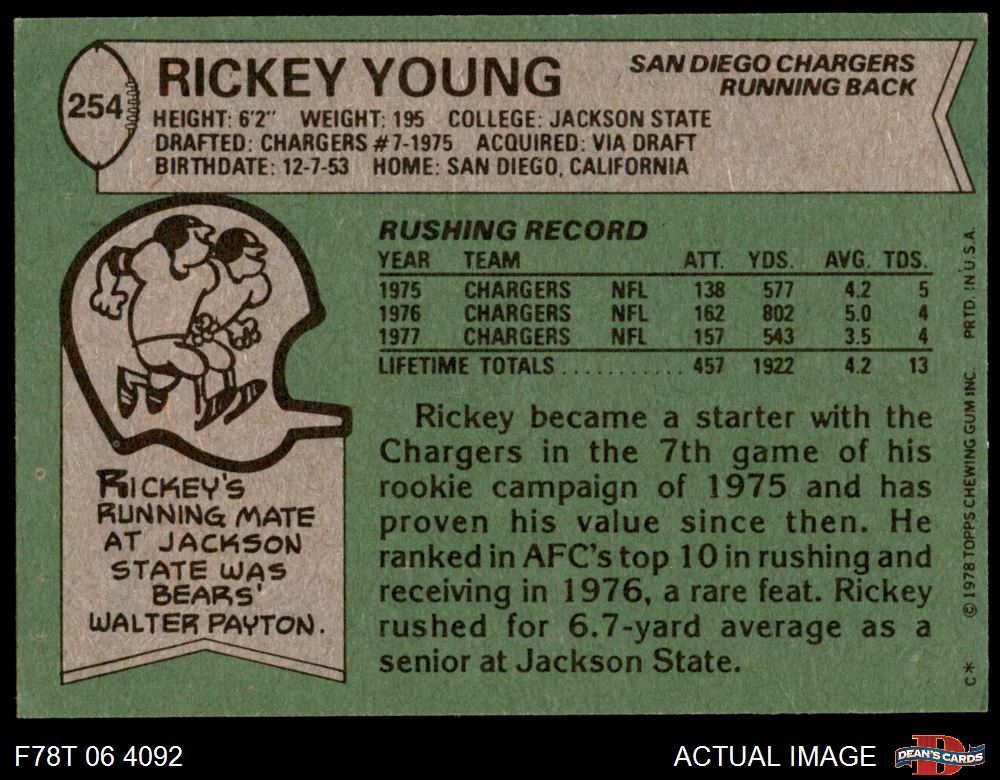 254
RICKEY YOUNG
SAN DIEGO CHARGERS
RUNNING BACK
HEIGHT: 6'2" WEIGHT: 195 COLLEGE: JACKSON STATE
DRAFTED: CHARGERS #7-1975 ACQUIRED: VIA DRAFT
BIRTHDATE: 12-7-53 HOME: SAN DIEGO, CALIFORNIA
RUSHING RECORD
YEAR TEAM ATT. YDS. AVG. TDS.
1975 CHARGERS NFL 138 577 4.2 5
1976 CHARGERS NFL 162 802 5.0 4
1977 CHARGERS NFL 157 543 3.5 4
LIFETIME TOTALS........... 457 1922 4.2 13
Rickey became a starter with the
Chargers in the 7th game of his
rookie campaign of 1975 and has
proven his value since then. He
ranked in AFC's top 10 in rushing and
receiving in 1976, a rare feat. Rickey
rushed for 6.7-yard average as a
senior at Jackson State.
RICKEY'S
RUNNING MATE
AT JACKSON
STATE WAS
BEARS'
WALTER PAYTON.
C* © 1978 TOPPS CHEWING GUM INC. PRTD. IN U.S.A.
F78T 06 4092
ACTUAL IMAGE
D
DEAN'S CARDS